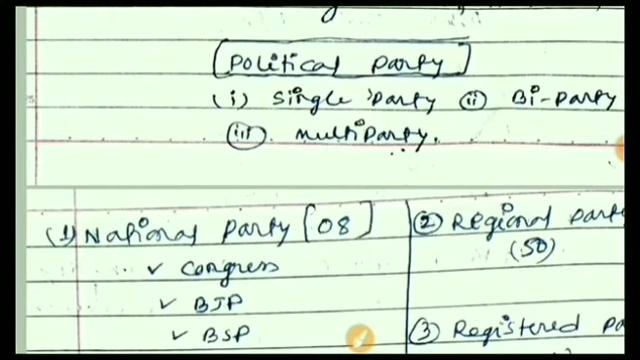 [Political party]
(i) single party (ii) Bi-party
(iii) multiparty.
(1) National party [08]
✓ Congress
✓ BJP
✓ BSP
(2) Regional part
(50)
(3) Registered pa